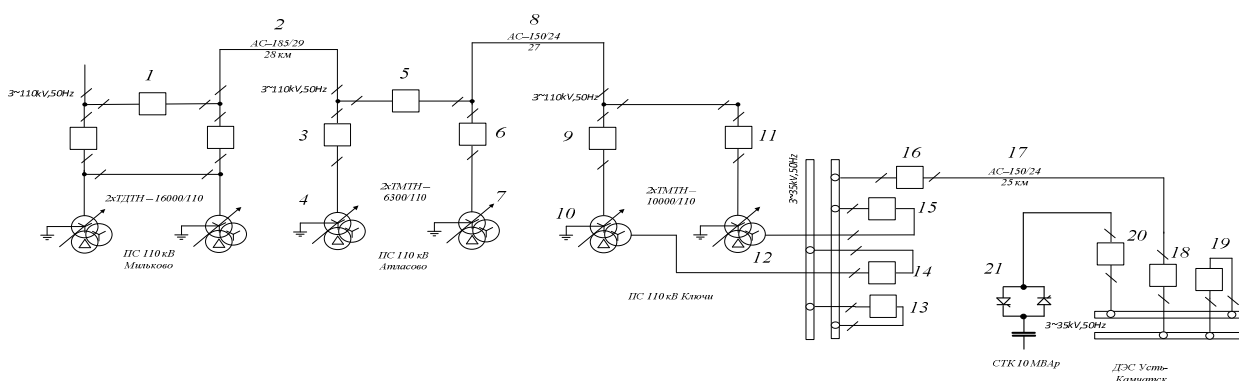 8
2
АС–150/24
27
АС–185/29
28 км
1
5
3~110kV,50Hz
3~110kV,50Hz
3~110kV,50Hz
3
6
9
11
16
17
АС–150/24
25 км
3~35kV,50Hz
2хТДТН–16000/110
2хТМТН–
6300/110
2хТМТН–
10000/110
4
7
10
15
20
18
19
12
ПС 110 кВ
Мильково
ПС 110 кВ
Атласово
14
21
ПС 110 кВ Ключи
13
3~35kV,50Hz
СТК 10 МВАр
ДЭС Усть-
Камчатск